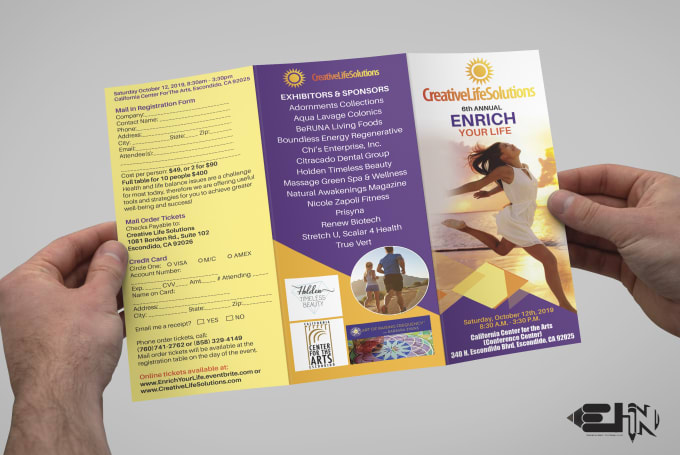 Saturday October 12, 2019, 8:30am - 3:30pm
California Center For The Arts, Escondido, CA 92025
Mail in Registration Form
Company:
Contact Name:
Phone:
Address:
City: State: Zip:
Email:
Attendee(s):
Cost per person: $49, or 2 for $90
Full table for 10 people $400
Health and life balance issues are a challenge
for most today, therefore we are offering useful
tools and strategies for you to achieve greater
well-being and success!
Mail Order Tickets
Checks Payable to:
Creative Life Solutions
1081 Borden Rd., Suite 102
Escondido, CA 92026
Credit Card
Circle One: VISA M/C AMEX
Account Number:
Exp. CVV Amt. # Attending
Name on Card:
Address:
City: State: Zip:
Email me a receipt? YES NO
Phone order tickets, call:
(760)741-2762 or (858) 329-4149
Mail order tickets will be available at the
registration table on the day of the event.
Online tickets available at:
www.EnrichYourLife.eventbrite.com or
www.CreativeLifeSolutions.com
CreativeLifeSolutions
EXHIBITORS & SPONSORS
Adornments Collections
Aqua Lavage Colonics
BeRUNA Living Foods
Boundless Energy Regenerative
Chi's Enterprise, Inc.
Citracado Dental Group
Holden Timeless Beauty
Massage Green Spa & Wellness
Natural Awakenings Magazine
Nicole Zapoli Fitness
Prisyna
Renew Biotech
Stretch U, Scalar 4 Health
True Vert
Holden
TIMELESS
BEAUTY
CALIFORNIA
CENTER
FOR THE
ARTS
ESCONDIDO
CreativeLifeSolutions
6th ANNUAL
ENRICH
YOUR LIFE
Saturday, October 12th, 2019
8:30 A.M. - 3:30 P.M.
California Center for the Arts
(Conference Center)
340 N. Escondido Blvd. Escondido, CA 92025